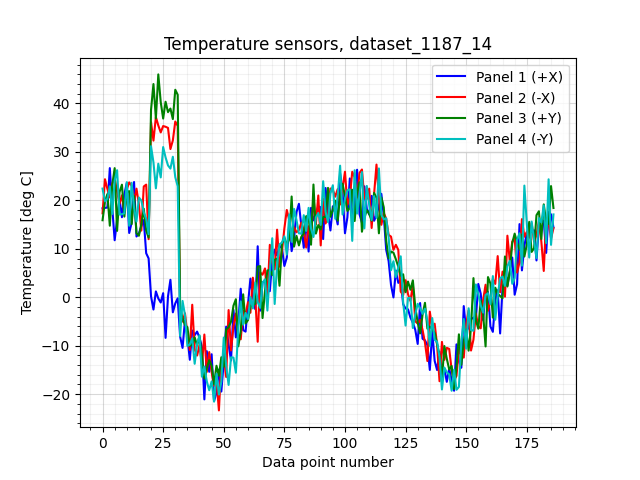 Temperature sensors, dataset_1187_14
Panel 1 (+X)
Panel 2 (-X)
Panel 3 (+Y)
Panel 4 (-Y)
Temperature [deg C]
40
30
20
10
0
−10
−20
0 25 50 75 100 125 150 175
Data point number